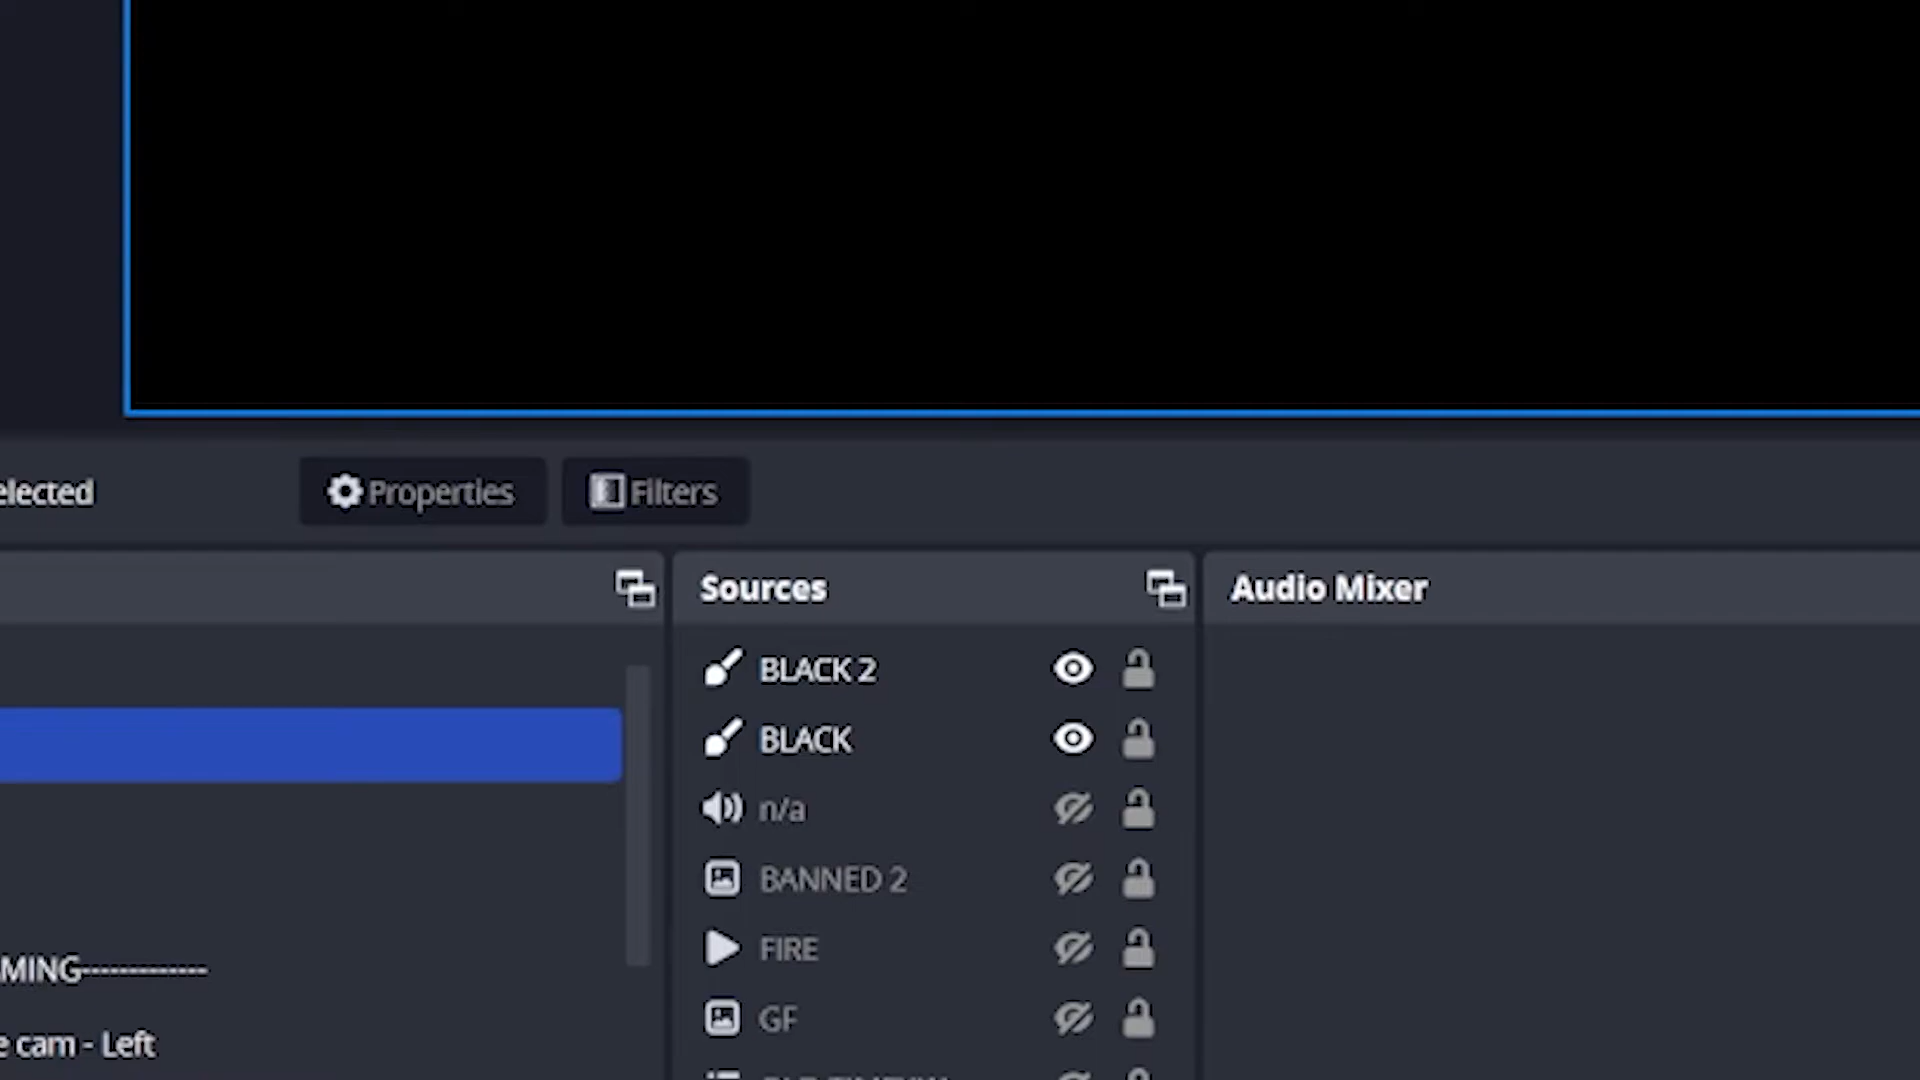 elected
Properties
Filters
Sources
Audio Mixer
BLACK 2
BLACK
n/a
BANNED 2
FIRE
GF
MING-------------
e cam - Left